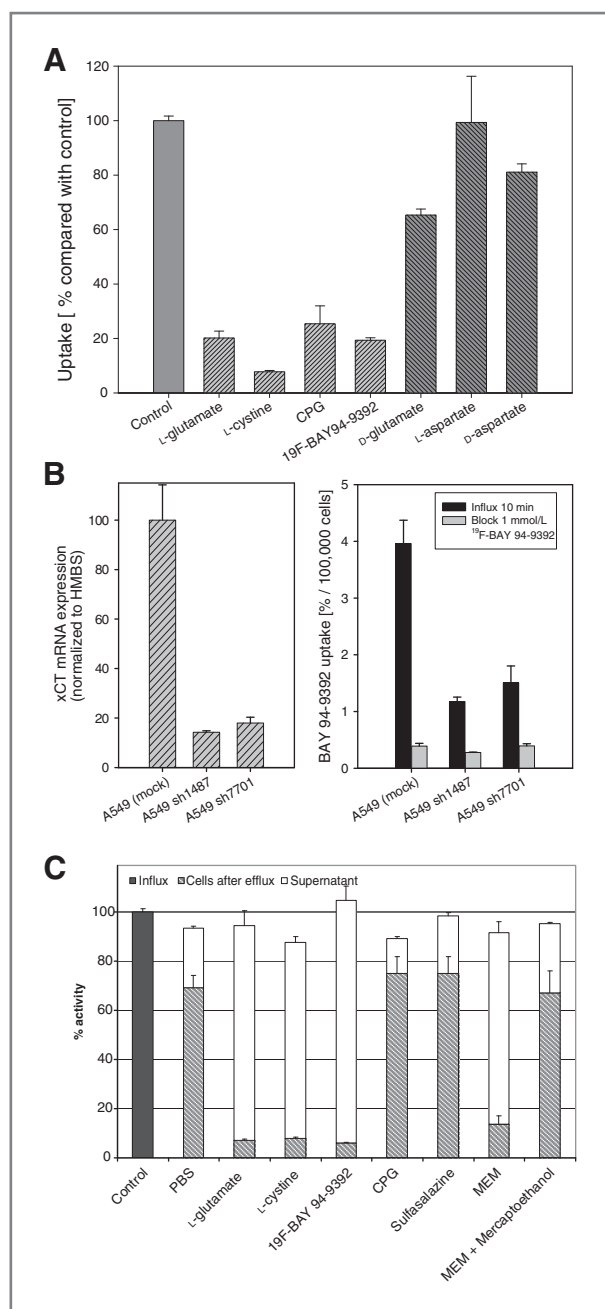 A
Uptake [ % compared with control]
120
100
80
60
40
20
0
Control
L-glutamate
L-cystine
CPG
19F-BAY94-9392
D-glutamate
L-aspartate
D-aspartate
B
xCT mRNA expression
(normalized to HMBS)
100
80
60
40
20
0
A549 (mock)
A549 sh1487
A549 sh7701
BAY 94-9392 uptake [% / 100,000 cells]
5
4
3
2
1
0
Influx 10 min
Block 1 mmol/L
19F-BAY 94-9392
A549 (mock)
A549 sh1487
A549 sh7701
C
Influx Cells after efflux Supernatant
% activity
100
80
60
40
20
0
Control
PBS
L-glutamate
L-cystine
19F-BAY 94-9392
CPG
Sulfasalazine
MEM
MEM + Mercaptoethanol